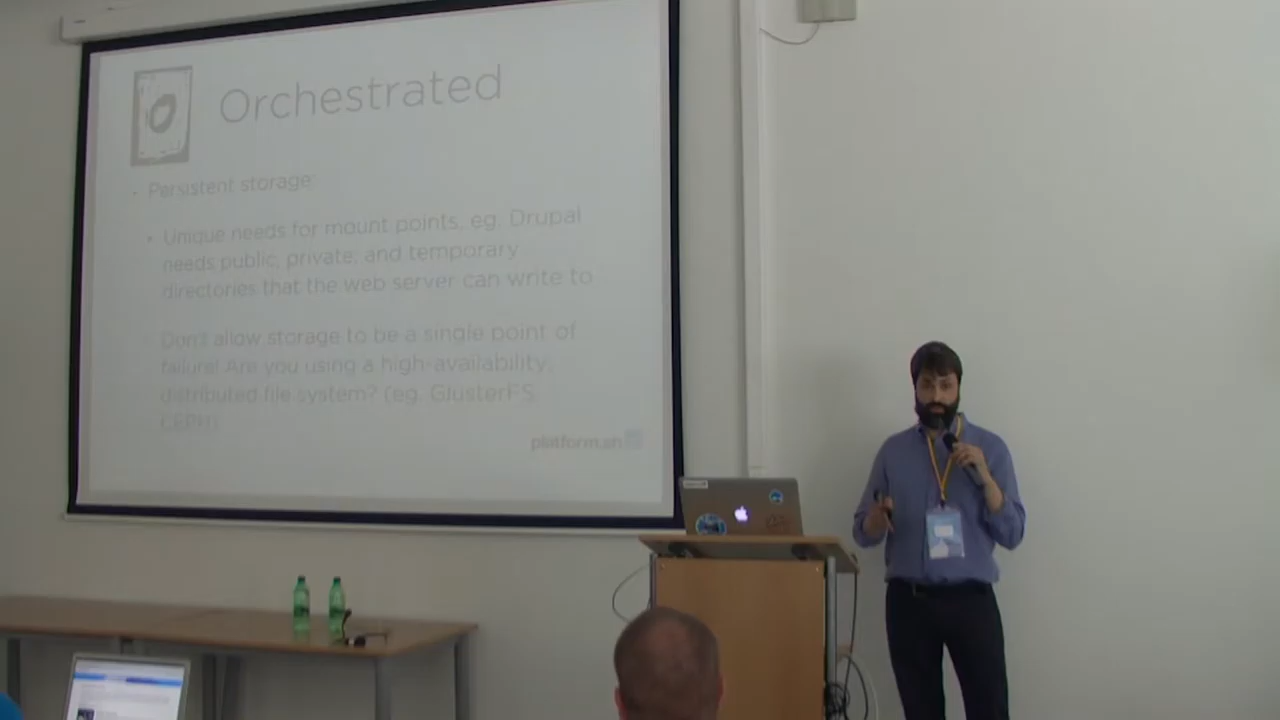 Orchestrated
• Persistent storage:
• Unique needs for mount points, eg. Drupal
needs public, private, and temporary
directories that the web server can write to
• Don't allow storage to be a single point of
failure! Are you using a high-availability,
distributed file system? (eg. GlusterFS,
CEPH)
platform.sh